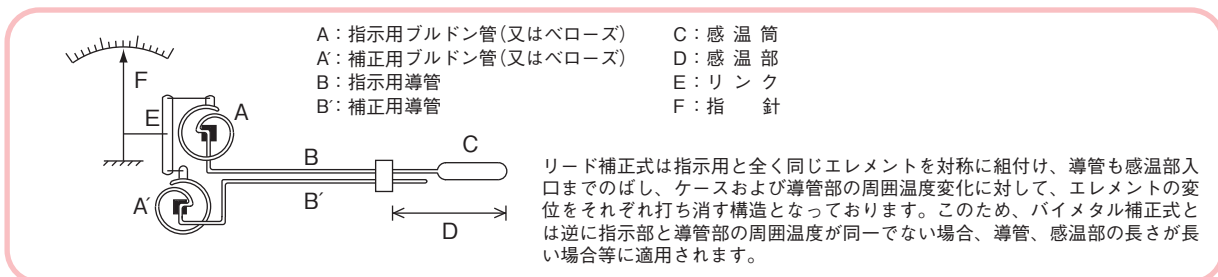 A：指示用ブルドン管(又はベローズ)
A′：補正用ブルドン管(又はベローズ)
B：指示用導管
B′：補正用導管
C：感温筒
D：感温部
E：リンク
F：指針
F
E
A
A′
B
B′
C
D
リード補正式は指示用と全く同じエレメントを対称に組付け、導管も感温部入
口までのばし、ケースおよび導管部の周囲温度変化に対して、エレメントの変
位をそれぞれ打ち消す構造となっております。このため、バイメタル補正式と
は逆に指示部と導管部の周囲温度が同一でない場合、導管、感温部の長さが長
い場合等に適用されます。